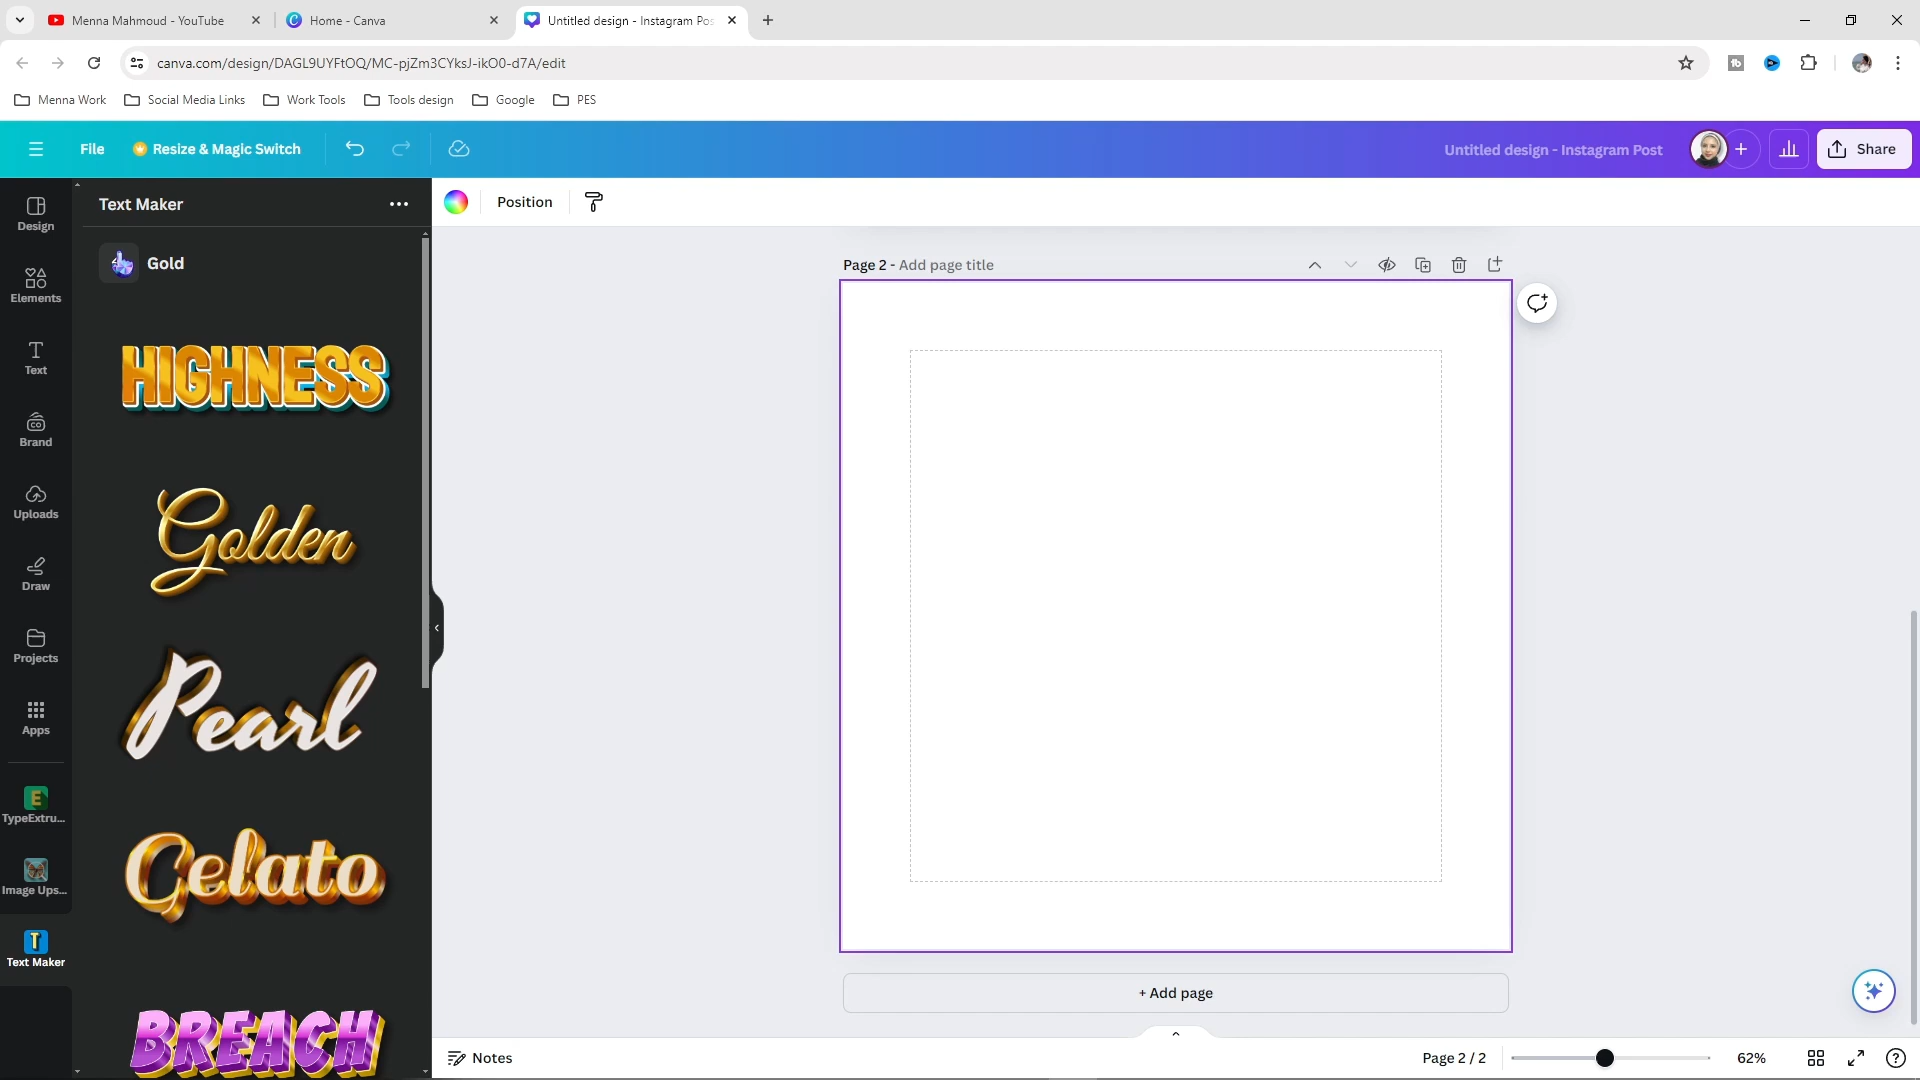 Menna Mahmoud - YouTube
Home - Canva
Untitled design - Instagram Pos
canva.com/design/DAGL9UYFtOQ/MC-pjZm3CYksJ-ikO0-d7A/edit
Menna Work
Social Media Links
Work Tools
Tools design
Google
PES
File
Resize & Magic Switch
Untitled design - Instagram Post
Share
Design
Elements
Text
Brand
Uploads
Draw
Projects
Apps
TypeExtru...
Image Ups...
Text Maker
Text Maker
Gold
HIGHNESS
Golden
Pearl
Gelato
BREACH
Position
Page 2 - Add page title
+ Add page
Notes
Page 2 / 2
62%